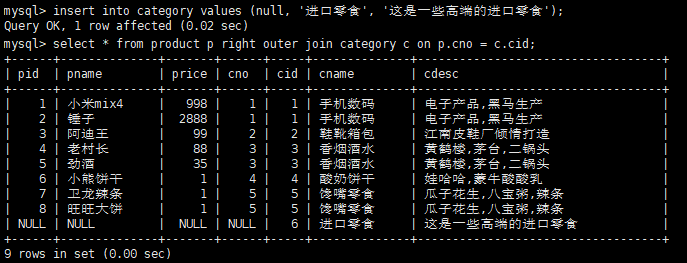 mysql> insert into category values (null, '进口零食', '这是一些高端的进口零食');
Query OK, 1 row affected (0.02 sec)
mysql> select * from product p right outer join category c on p.cno = c.cid;
+------+--------------+-------+------+-----+--------------+----------------------------------+
| pid | pname | price | cno | cid | cname | cdesc |
+------+--------------+-------+------+-----+--------------+----------------------------------+
| 1 | 小米mix4 | 998 | 1 | 1 | 手机数码 | 电子产品,黑马生产 |
| 2 | 锤子 | 2888 | 1 | 1 | 手机数码 | 电子产品,黑马生产 |
| 3 | 阿迪王 | 99 | 2 | 2 | 鞋靴箱包 | 江南皮鞋厂倾情打造 |
| 4 | 老村长 | 88 | 3 | 3 | 香烟酒水 | 黄鹤楼,茅台,二锅头 |
| 5 | 劲酒 | 35 | 3 | 3 | 香烟酒水 | 黄鹤楼,茅台,二锅头 |
| 6 | 小熊饼干 | 1 | 4 | 4 | 酸奶饼干 | 娃哈哈,蒙牛酸酸乳 |
| 7 | 卫龙辣条 | 1 | 5 | 5 | 馋嘴零食 | 瓜子花生,八宝粥,辣条 |
| 8 | 旺旺大饼 | 1 | 5 | 5 | 馋嘴零食 | 瓜子花生,八宝粥,辣条 |
| NULL | NULL | NULL | NULL | 6 | 进口零食 | 这是一些高端的进口零食 |
+------+--------------+-------+------+-----+--------------+----------------------------------+
9 rows in set (0.00 sec)